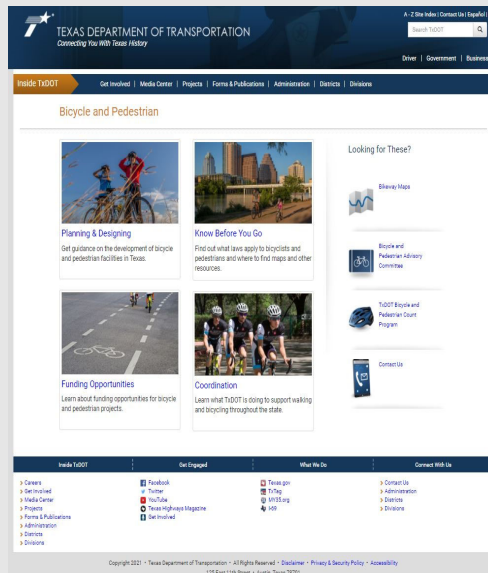 A - Z Site Index | Contact Us | Español |
TEXAS DEPARTMENT OF TRANSPORTATION
Connecting You With Texas History
Search TxDOT
Driver | Government | Business
Inside TxDOT
Get Involved | Media Center | Projects | Forms & Publications | Administration | Districts | Divisions
Bicycle and Pedestrian
Planning & Designing
Get guidance on the development of bicycle
and pedestrian facilities in Texas.
Know Before You Go
Find out what laws apply to bicyclists and
pedestrians and where to find maps and other
resources.
Funding Opportunities
Learn about funding opportunities for bicycle
and pedestrian projects.
Coordination
Learn what TxDOT is doing to support walking
and bicycling throughout the state.
Looking for These?
Bikeway Maps
Bicycle and
Pedestrian Advisory
Committee
TxDOT Bicycle and
Pedestrian Count
Program
Contact Us
Inside TxDOT
Careers
Get Involved
Media Center
Projects
Forms & Publications
Administration
Districts
Divisions
Get Engaged
Facebook
Twitter
YouTube
Texas Highways Magazine
Get Involved
What We Do
Texas.gov
TxTag
MY35.org
I-69
Connect With Us
Contact Us
Administration
Districts
Divisions
Copyright 2021 • Texas Department of Transportation • All Rights Reserved • Disclaimer • Privacy & Security Policy • Accessibility
125 East 11th Street • Austin, Texas 78701